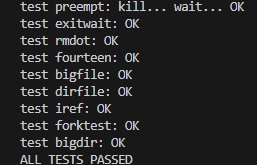 test preempt: kill... wait... OK
test exitwait: OK
test rmdot: OK
test fourteen: OK
test bigfile: OK
test dirfile: OK
test iref: OK
test forktest: OK
test bigdir: OK
ALL TESTS PASSED